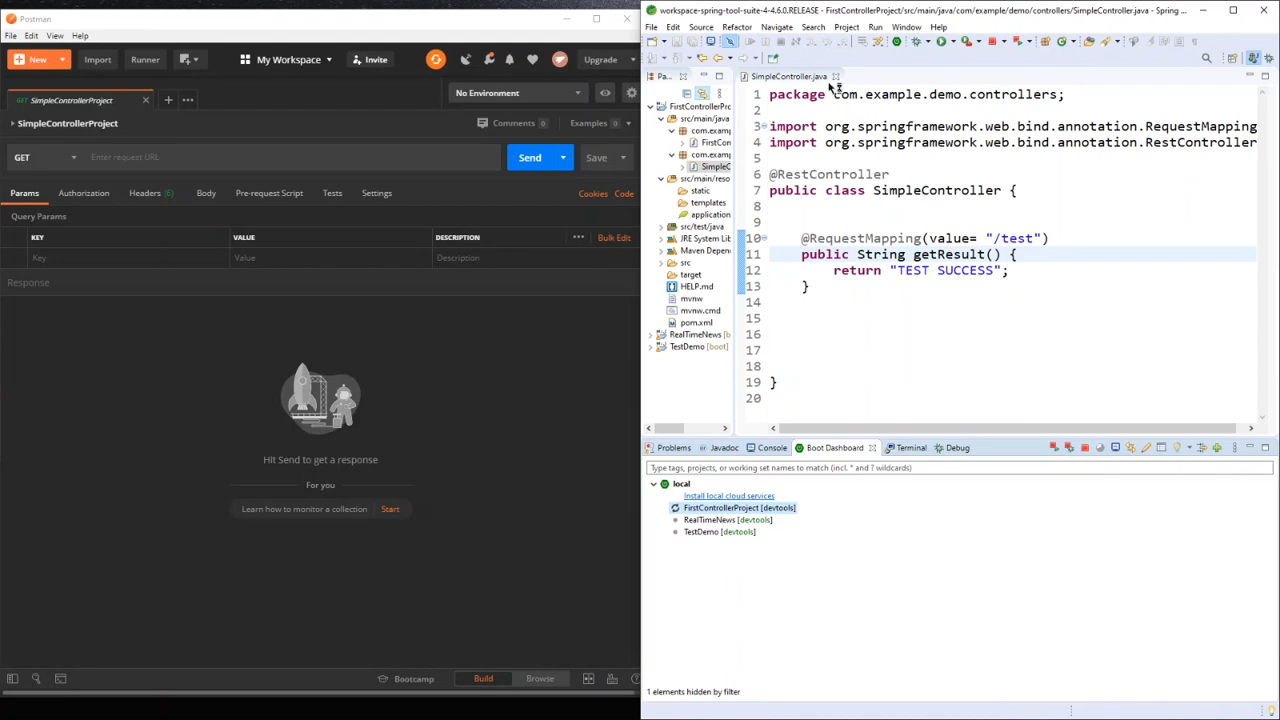 Postman
File Edit View Help
New
Import
Runner
My Workspace
Invite
Upgrade
GET SimpleControllerProject
No Environment
SimpleControllerProject
Comments 0
Examples 0
GET
Enter request URL
Send
Save
Params
Authorization
Headers (6)
Body
Pre-request Script
Tests
Settings
Cookies Code
Query Params
KEY
VALUE
DESCRIPTION
Bulk Edit
Key
Value
Description
Response
Hit Send to get a response
For you
Learn how to monitor a collection Start
Bootcamp
Build
Browse
workspace-spring-tool-suite-4-4.6.0.RELEASE - FirstControllerProject/src/main/java/com/example/demo/controllers/SimpleController.java - Spring ...
File Edit Source Refactor Navigate Search Project Run Window Help
Pa...
FirstControllerPr
src/main/java
com.examp
FirstCon
com.examp
SimpleC
src/main/reso
static
templates
application
src/test/java
JRE System Lib
Maven Depen
src
target
HELP.md
mvnw
mvnw.cmd
pom.xml
RealTimeNews [b
TestDemo [boot]
SimpleController.java
1 package com.example.demo.controllers;
2
3 import org.springframework.web.bind.annotation.RequestMapping
4 import org.springframework.web.bind.annotation.RestController
5
6 @RestController
7 public class SimpleController {
8
9
10 @RequestMapping(value= "/test")
11 public String getResult() {
12 return "TEST SUCCESS";
13 }
14
15
16
17
18
19 }
20
Problems
Javadoc
Console
Boot Dashboard
Terminal
Debug
Type tags, projects, or working set names to match (incl. * and ? wildcards)
local
Install local cloud services
FirstControllerProject [devtools]
RealTimeNews [devtools]
TestDemo [devtools]
1 elements hidden by filter